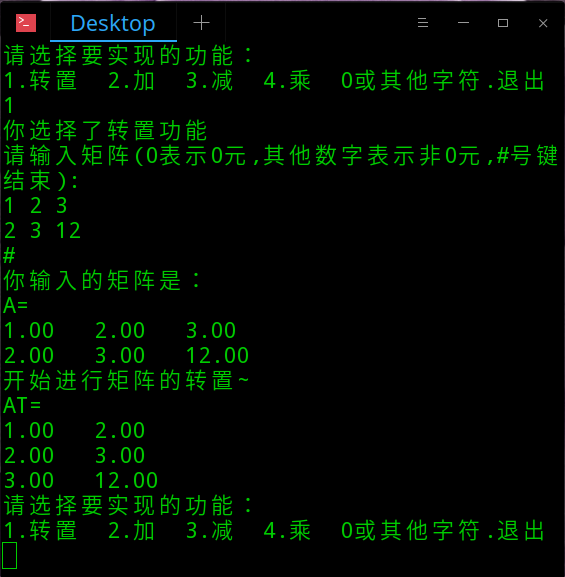 Desktop
请选择要实现的功能：
1.转置  2.加  3.减  4.乘  0或其他字符.退出
1
你选择了转置功能
请输入矩阵(0表示0元,其他数字表示非0元,#号键
结束):
1 2 3
2 3 12
#
你输入的矩阵是：
A=
1.00   2.00   3.00
2.00   3.00   12.00
开始进行矩阵的转置~
AT=
1.00   2.00
2.00   3.00
3.00   12.00
请选择要实现的功能：
1.转置  2.加  3.减  4.乘  0或其他字符.退出